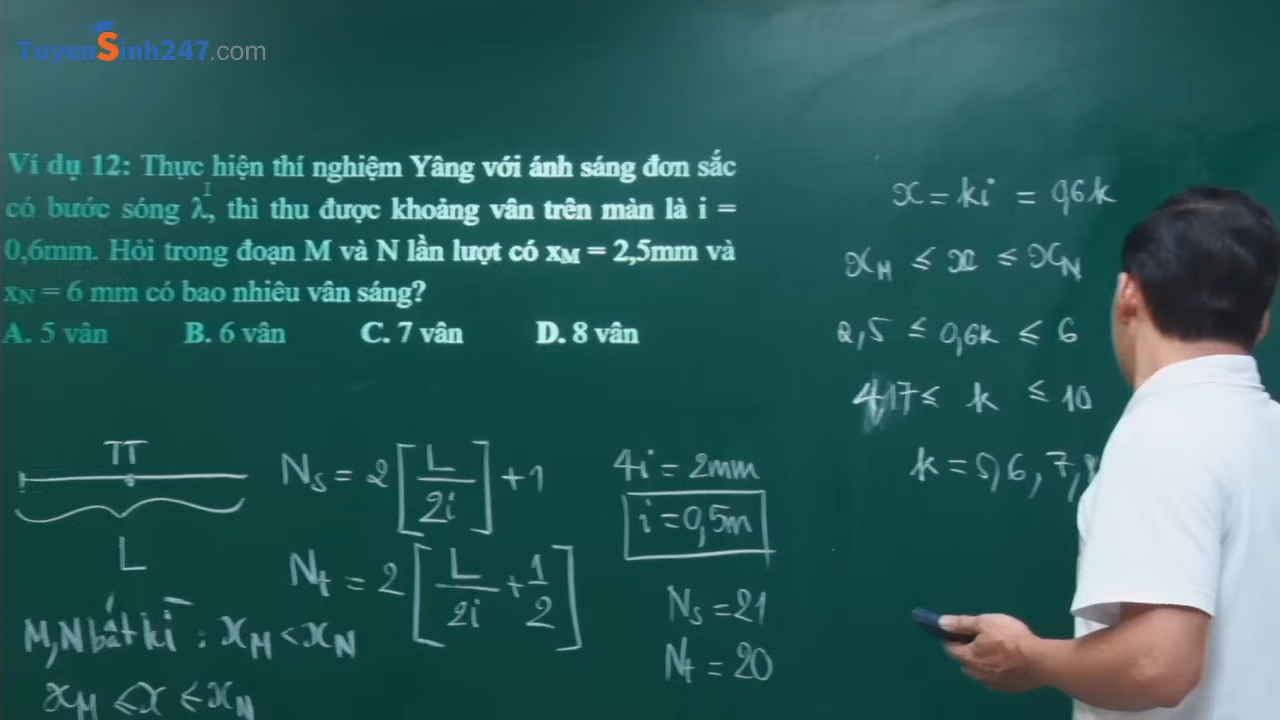 TuyenSinh247.com
Ví dụ 12: Thực hiện thí nghiệm Yâng với ánh sáng đơn sắc
có bước sóng λ, thì thu được khoảng vân trên màn là i =
0,6mm. Hỏi trong đoạn M và N lần lượt có xM = 2,5mm và
xN = 6 mm có bao nhiêu vân sáng?
A. 5 vân B. 6 vân C. 7 vân D. 8 vân
TT
L
Ns = 2[L/2i] + 1
Nt = 2[L/2i + 1/2]
M, N bất kì : xM < xN
xM ≤ x ≤ xN
4i = 2mm
i = 0,5m
Ns = 21
Nt = 20
x = ki = 0,6k
xM ≤ x ≤ xN
2,5 ≤ 0,6k ≤ 6
4,17 ≤ k ≤ 10
k = 5, 6, 7,